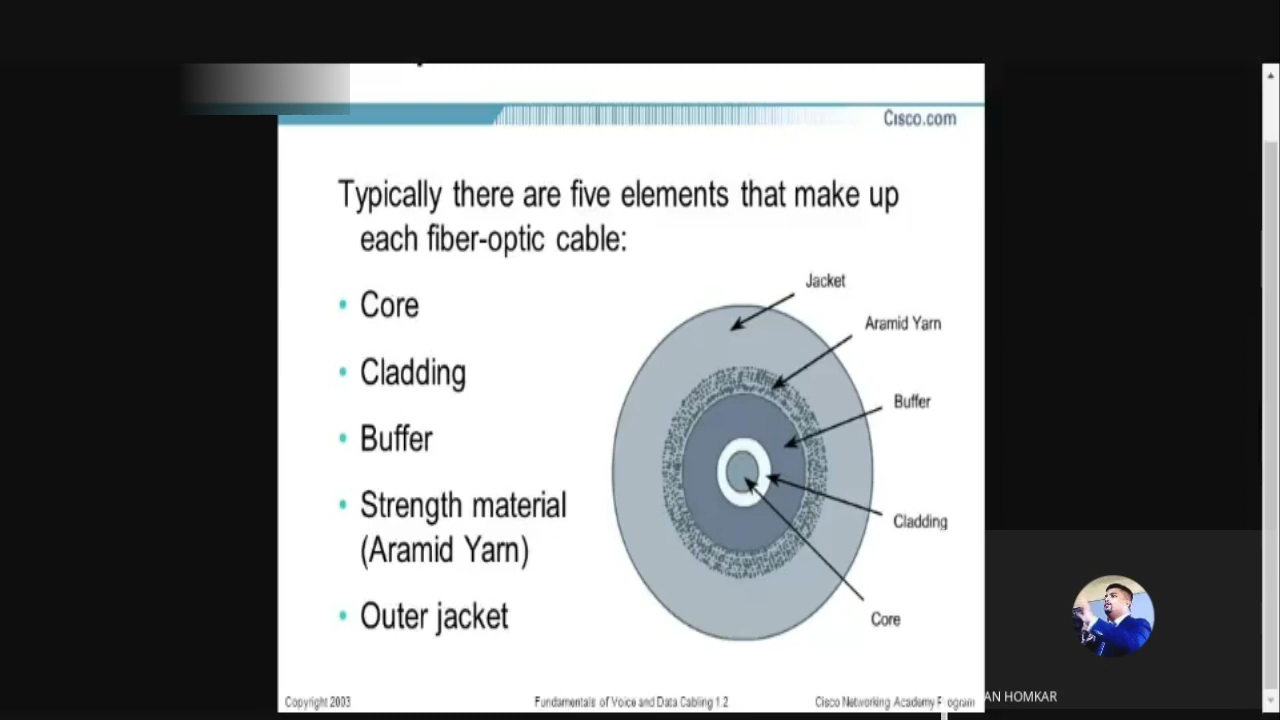 Cisco.com
Typically there are five elements that make up
each fiber-optic cable:
• Core
• Cladding
• Buffer
• Strength material
(Aramid Yarn)
• Outer jacket
Jacket
Aramid Yarn
Buffer
Cladding
Core
Copyright 2003
Fundamentals of Voice and Data Cabling 1.2
Cisco Networking Academy Program
AN HOMKAR